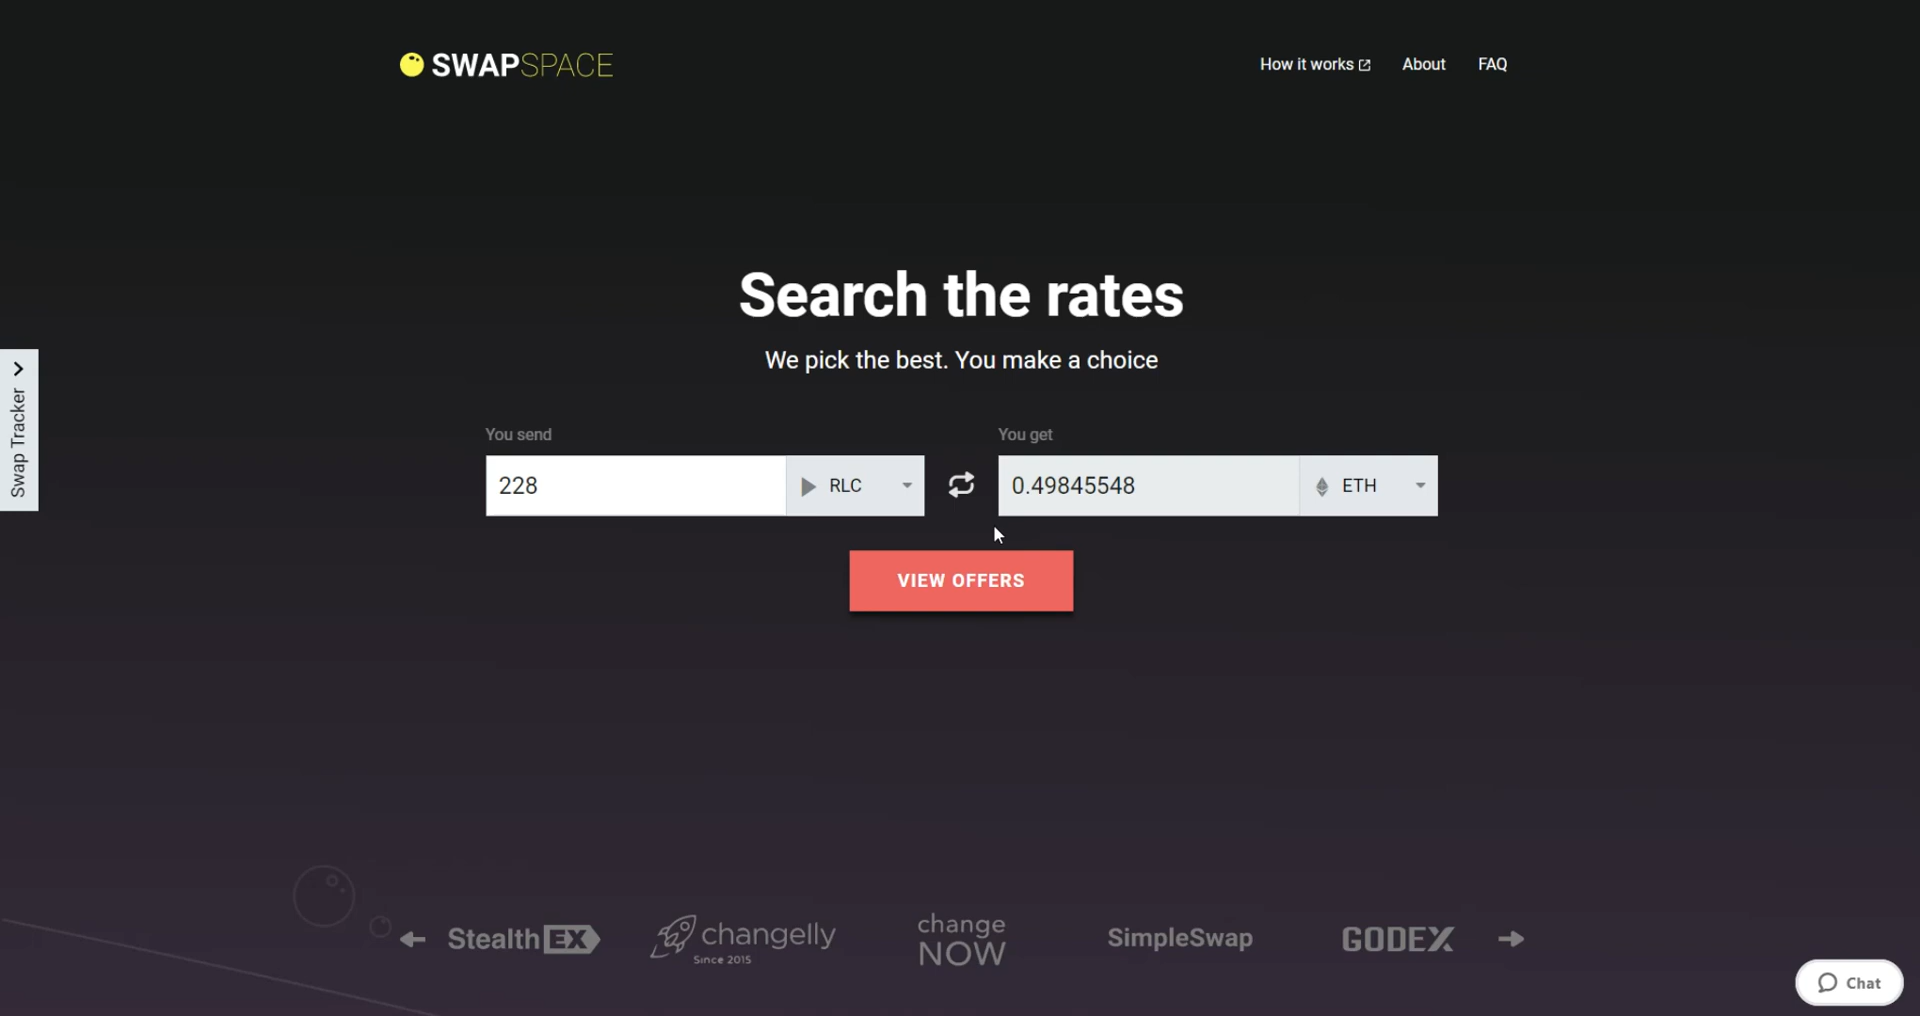 SWAPSPACE
How it works
About
FAQ
Search the rates
We pick the best. You make a choice
Swap Tracker
You send
You get
228
RLC
0.49845548
ETH
VIEW OFFERS
StealthEX
changelly
Since 2015
change
NOW
SimpleSwap
GODEX
Chat